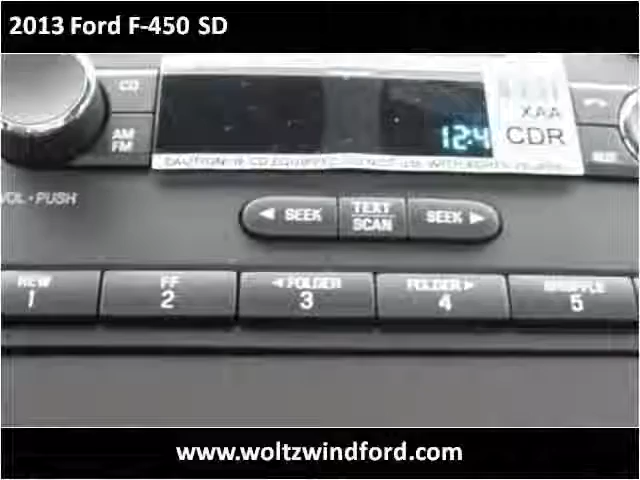 2013 Ford F-450 SD
CD
XAA
AM
FM
12:4
CDR
VOL • PUSH
◄ SEEK
TEXT
SCAN
SEEK ►
REW
FF
◄ FOLDER
FOLDER ►
SHUFFLE
1
2
3
4
5
www.woltzwindford.com